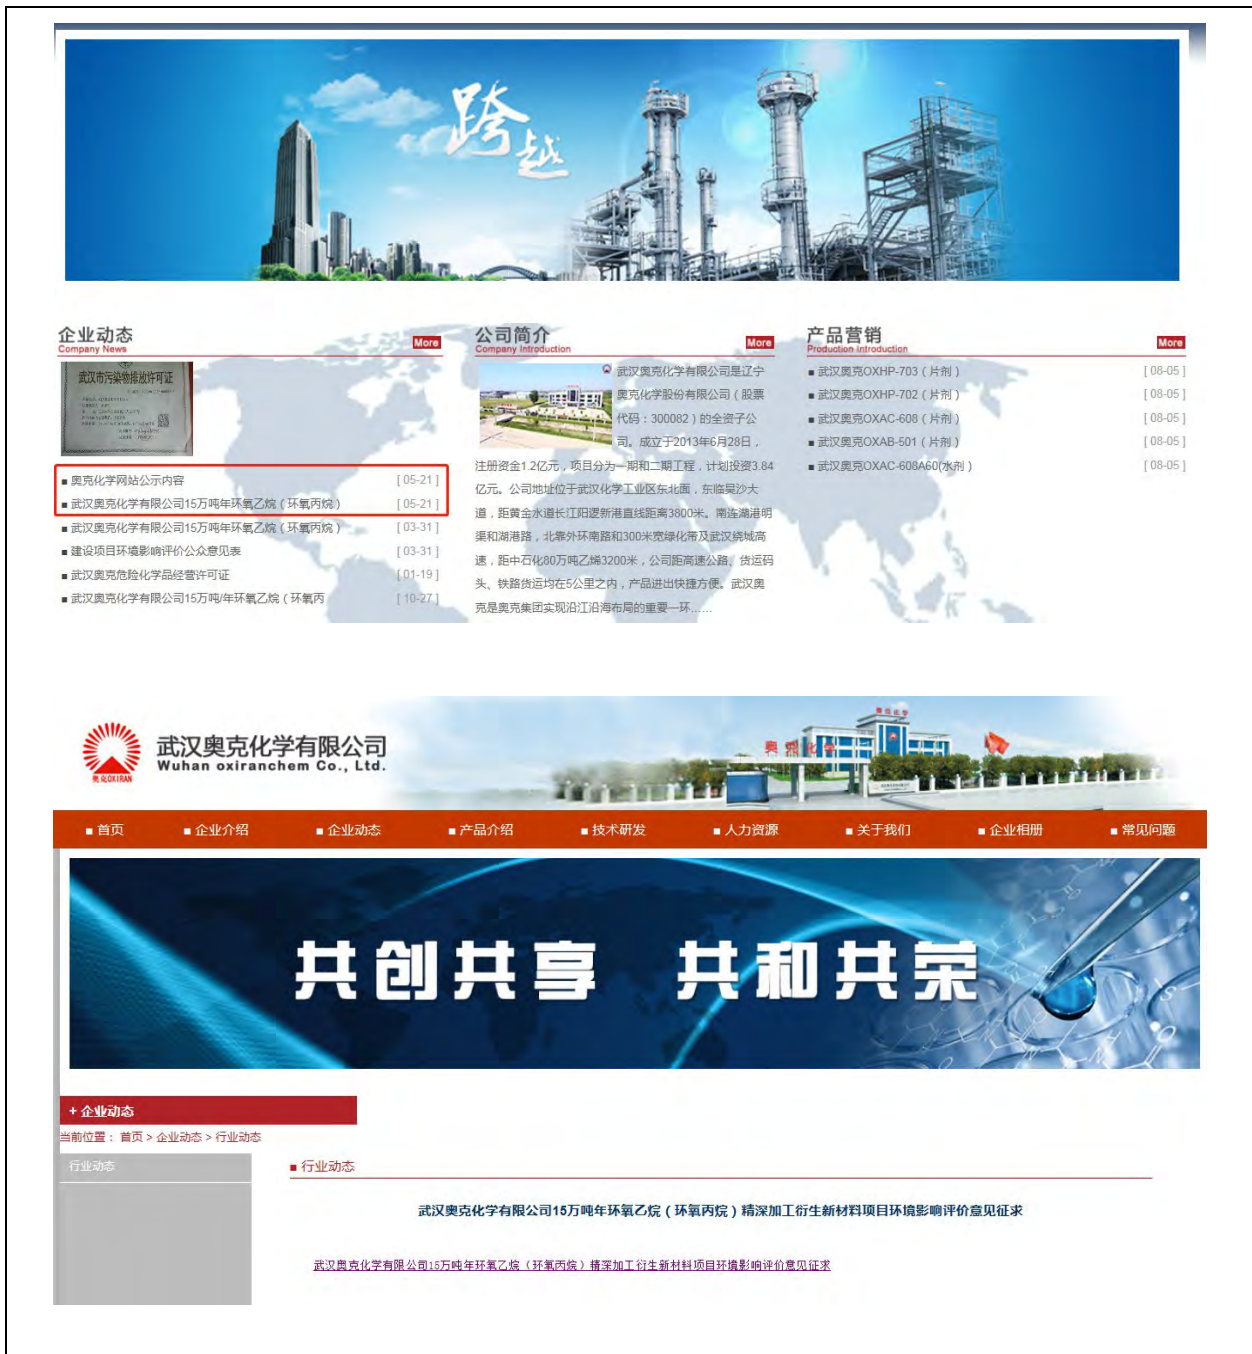 跨越
企业动态
Company News
More
武汉市污染物排放许可证
■ 奥克化学网站公示内容 [ 05-21 ]
■ 武汉奥克化学有限公司15万吨年环氧乙烷（环氧丙烷） [ 05-21 ]
■ 武汉奥克化学有限公司15万吨年环氧乙烷（环氧丙烷） [ 03-31 ]
■ 建设项目环境影响评价公众意见表 [ 03-31 ]
■ 武汉奥克危险化学品经营许可证 [ 01-19 ]
■ 武汉奥克化学有限公司15万吨/年环氧乙烷（环氧丙 [ 10-27 ]
公司简介
Company Introduction
More
武汉奥克化学有限公司是辽宁
奥克化学股份有限公司（股票
代码：300082）的全资子公
司。成立于2013年6月28日，
注册资金1.2亿元，项目分为一期和二期工程，计划投资3.84
亿元。公司地址位于武汉化学工业区东北面，东临吴沙大
道，距黄金水道长江阳逻新港直线距离3800米。南连湖港明
渠和湖港路，北靠外环南路和300米宽绿化带及武汉绕城高
速，距中石化80万吨乙烯3200米，公司距高速公路、货运码
头、铁路货运均在5公里之内，产品进出快捷方便。武汉奥
克是奥克集团实现沿江沿海布局的重要一环......
产品营销
Production Introduction
More
■ 武汉奥克OXHP-703（片剂） [ 08-05 ]
■ 武汉奥克OXHP-702（片剂） [ 08-05 ]
■ 武汉奥克OXAC-608（片剂） [ 08-05 ]
■ 武汉奥克OXAB-501（片剂） [ 08-05 ]
■ 武汉奥克OXAC-608A60(水剂） [ 08-05 ]
奥克OXIRAN
武汉奥克化学有限公司
Wuhan oxiranchem Co., Ltd.
奥克化学
■ 首页 ■ 企业介绍 ■ 企业动态 ■ 产品介绍 ■ 技术研发 ■ 人力资源 ■ 关于我们 ■ 企业相册 ■ 常见问题
共创共享 共和共荣
+ 企业动态
当前位置： 首页 > 企业动态 > 行业动态
行业动态
■ 行业动态
武汉奥克化学有限公司15万吨年环氧乙烷（环氧丙烷）精深加工衍生新材料项目环境影响评价意见征求
武汉奥克化学有限公司15万吨年环氧乙烷（环氧丙烷）精深加工衍生新材料项目环境影响评价意见征求